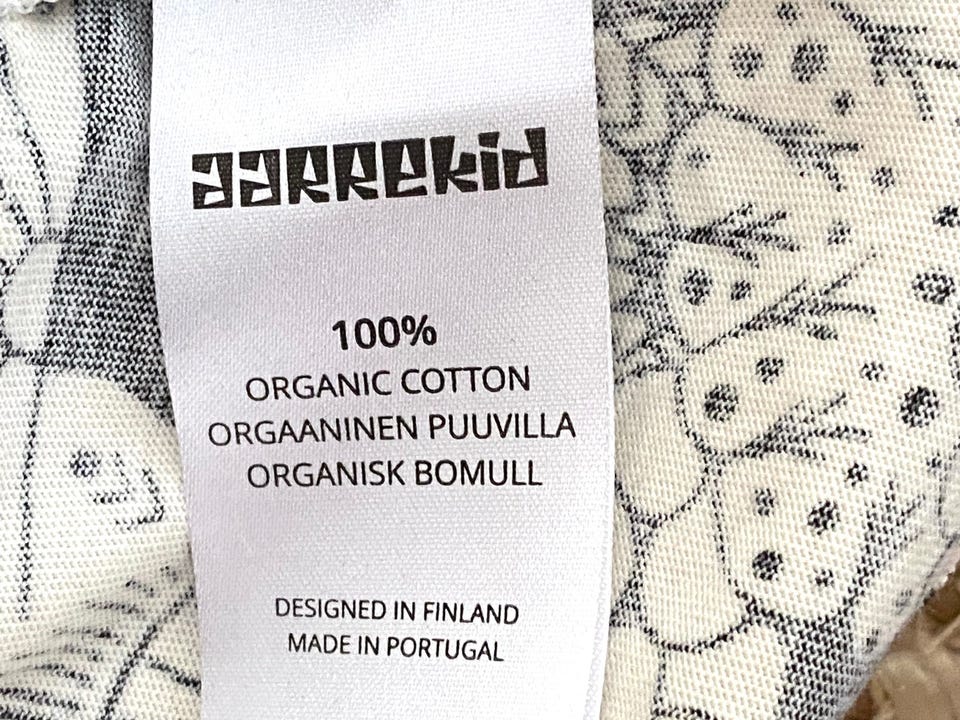 aarrekid
100%
ORGANIC COTTON
ORGAANINEN PUUVILLA
ORGANISK BOMULL
DESIGNED IN FINLAND
MADE IN PORTUGAL